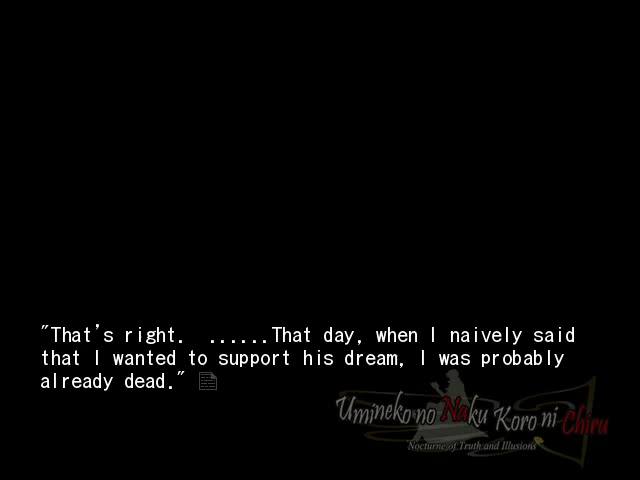 "That's right.  ......That day, when I naively said
that I wanted to support his dream, I was probably
already dead."
Umineko no Naku Koro ni Chiru
Nocturne of Truth and Illusions